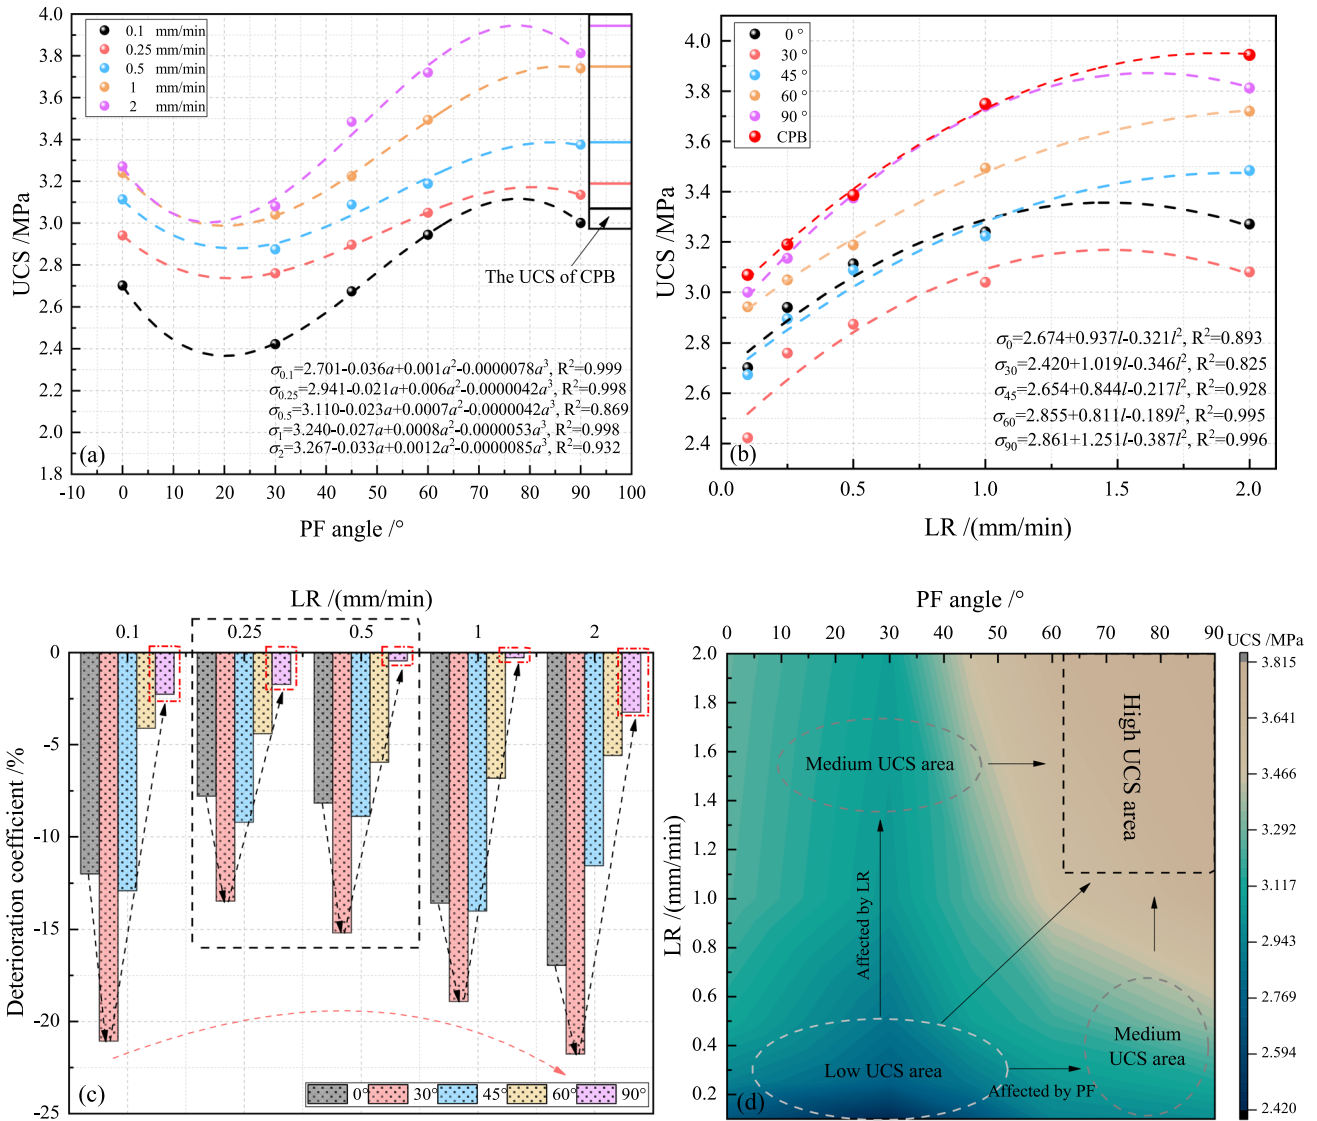 4.0
3.8
3.6
3.4
3.2
3.0
2.8
2.6
2.4
2.2
2.0
1.8
UCS /MPa
0.1 mm/min
0.25 mm/min
0.5 mm/min
1 mm/min
2 mm/min
The UCS of CPB
σ0.1=2.701-0.036a+0.001a²-0.0000078a³, R²=0.999
σ0.25=2.941-0.021a+0.006a²-0.0000042a³, R²=0.998
σ0.5=3.110-0.023a+0.0007a²-0.0000042a³, R²=0.869
σ1=3.240-0.027a+0.0008a²-0.0000053a³, R²=0.998
σ2=3.267-0.033a+0.0012a²-0.0000085a³, R²=0.932
(a)
-10 0 10 20 30 40 50 60 70 80 90 100
PF angle /°
4.0
3.8
3.6
3.4
3.2
3.0
2.8
2.6
2.4
UCS /MPa
0 °
30 °
45 °
60 °
90 °
CPB
σ0=2.674+0.937l-0.321l², R²=0.893
σ30=2.420+1.019l-0.346l², R²=0.825
σ45=2.654+0.844l-0.217l², R²=0.928
σ60=2.855+0.811l-0.189l², R²=0.995
σ90=2.861+1.251l-0.387l², R²=0.996
(b)
0.0 0.5 1.0 1.5 2.0
LR /(mm/min)
LR /(mm/min)
0.1 0.25 0.5 1 2
0
-5
-10
-15
-20
-25
Deterioration coefficient /%
(c)
0° 30° 45° 60° 90°
PF angle /°
0 10 20 30 40 50 60 70 80 90
2.0
1.8
1.6
1.4
1.2
1.0
0.8
0.6
0.4
0.2
LR /(mm/min)
Medium UCS area
High UCS area
Affected by LR
Low UCS area
Affected by PF
Medium
UCS area
(d)
UCS /MPa
3.815
3.641
3.466
3.292
3.117
2.943
2.769
2.594
2.420